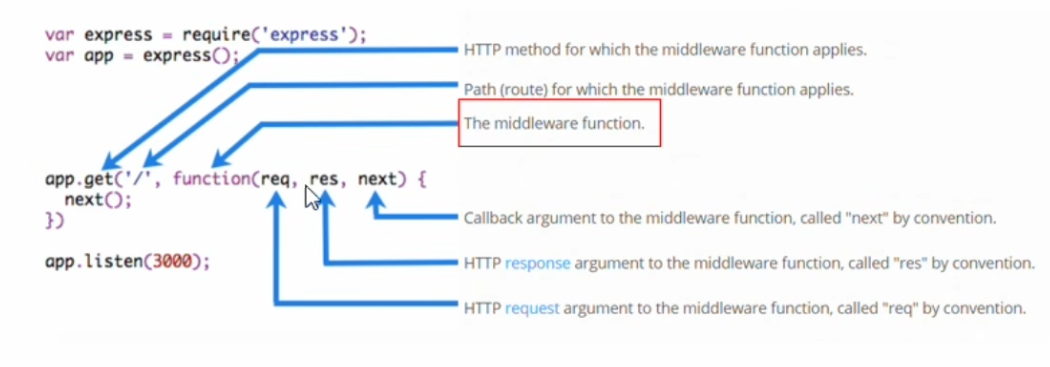 var express = require('express');
var app = express();
HTTP method for which the middleware function applies.
Path (route) for which the middleware function applies.
The middleware function.
app.get('/', function(req, res, next) {
next();
})
Callback argument to the middleware function, called "next" by convention.
app.listen(3000);
HTTP response argument to the middleware function, called "res" by convention.
HTTP request argument to the middleware function, called "req" by convention.